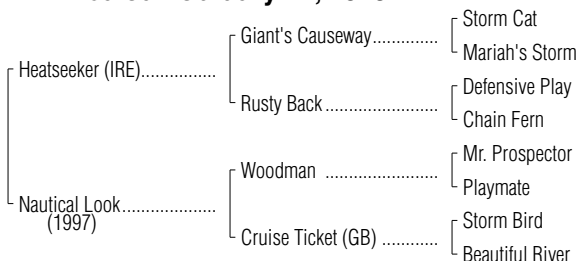 Storm Cat
Giant's Causeway.............
Mariah's Storm
Heatseeker (IRE)...............
Defensive Play
Rusty Back ......................
Chain Fern
Mr. Prospector
Woodman ......................
Playmate
Nautical Look...................
(1997)
Storm Bird
Cruise Ticket (GB) ...........
Beautiful River